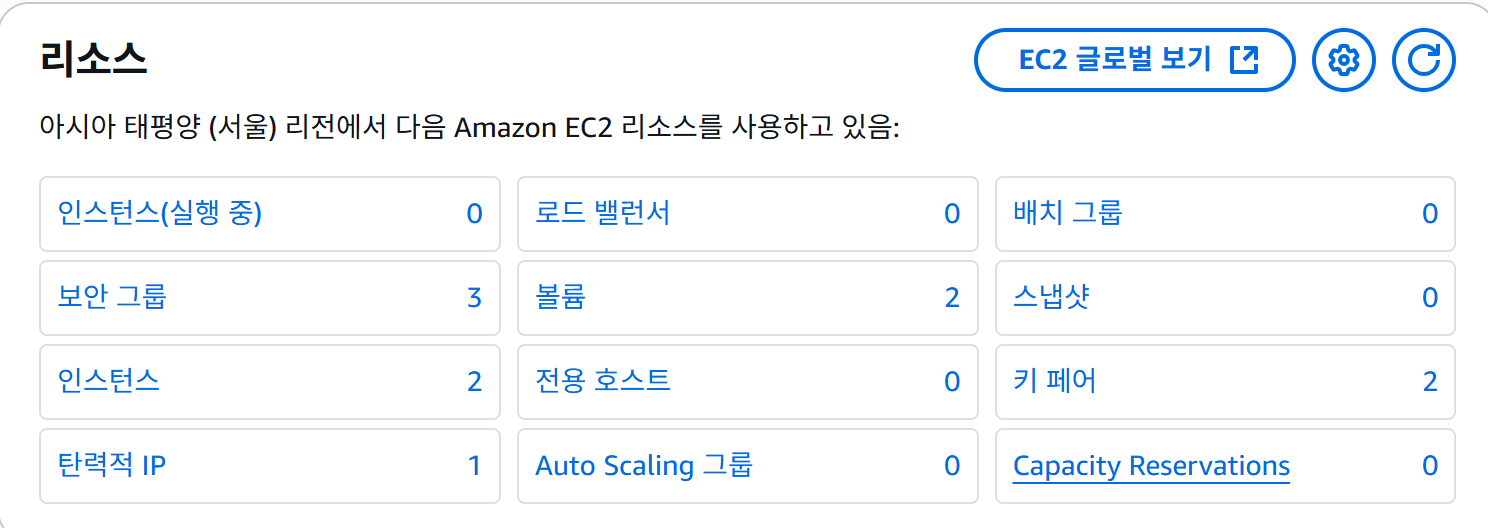 리소스
EC2 글로벌 보기
아시아 태평양 (서울) 리전에서 다음 Amazon EC2 리소스를 사용하고 있음:
인스턴스(실행 중) 0 로드 밸런서 0 배치 그룹 0
보안 그룹 3 볼륨 2 스냅샷 0
인스턴스 2 전용 호스트 0 키 페어 2
탄력적 IP 1 Auto Scaling 그룹 0 Capacity Reservations 0